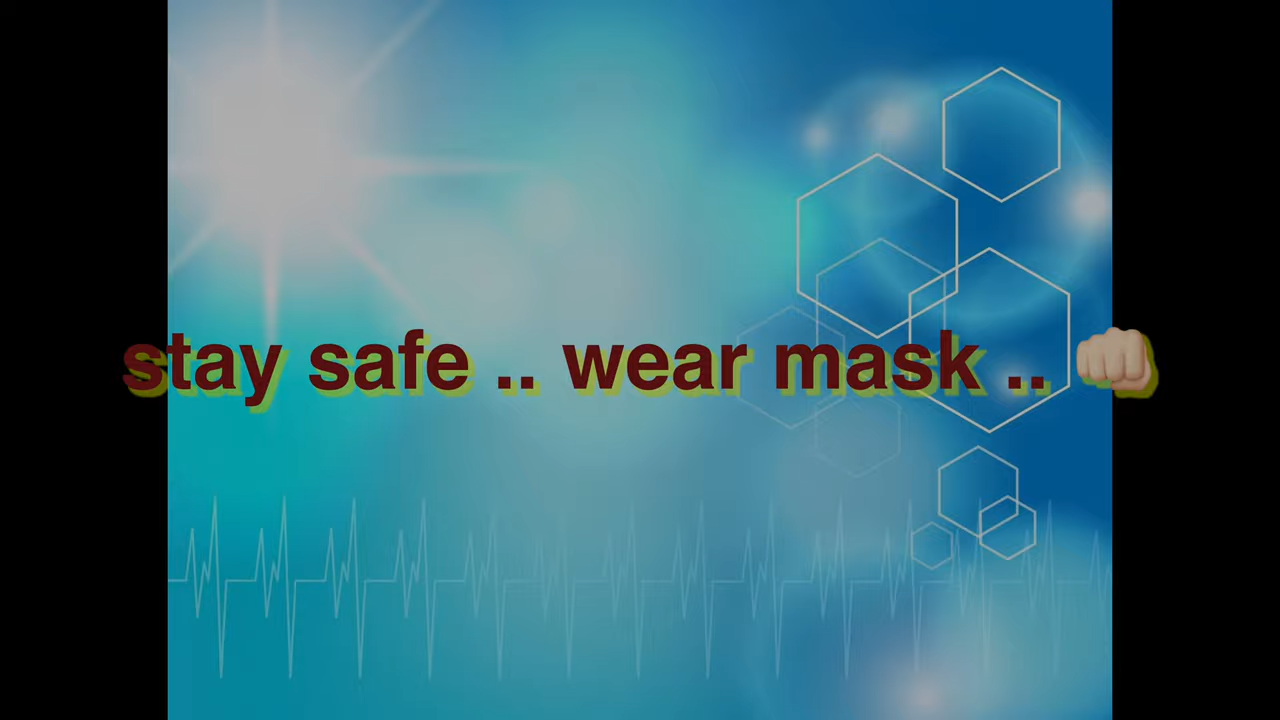 stay safe .. wear mask .. 👊🏼